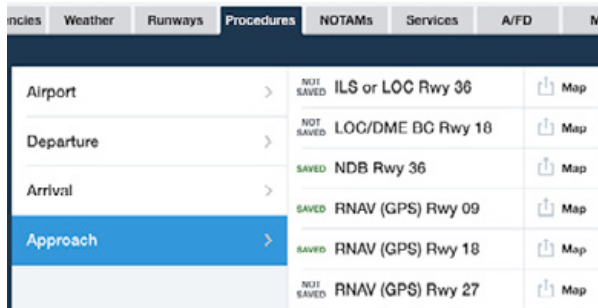 ncies Weather Runways Procedures NOTAMs Services A/FD
Airport
Departure
Arrival
Approach
NOT SAVED ILS or LOC Rwy 36 Map
NOT SAVED LOC/DME BC Rwy 18 Map
SAVED NDB Rwy 36 Map
SAVED RNAV (GPS) Rwy 09 Map
SAVED RNAV (GPS) Rwy 18 Map
NOT SAVED RNAV (GPS) Rwy 27 Map